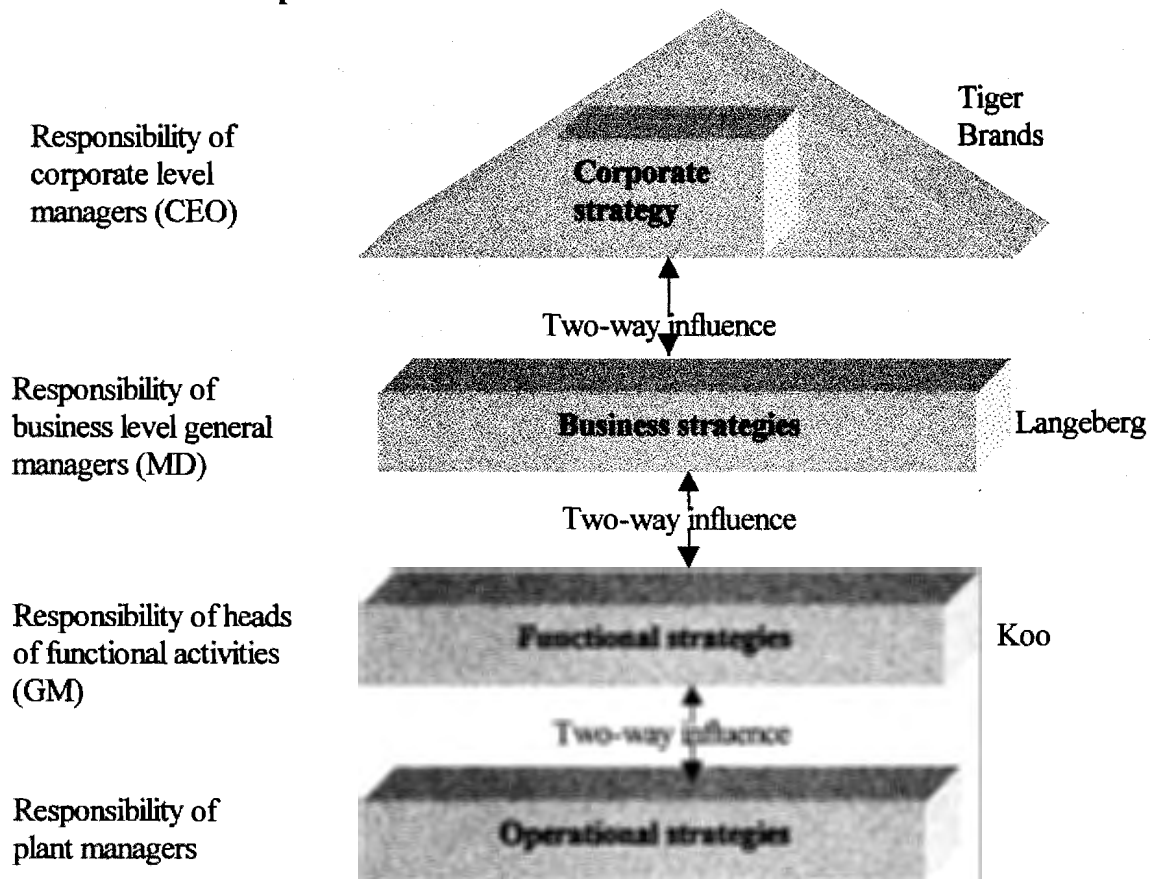 Responsibility of
corporate level
managers (CEO)
Corporate
strategy
Tiger
Brands
Two-way influence
Responsibility of
business level general
managers (MD)
Business strategies
Langeberg
Two-way influence
Responsibility of heads
of functional activities
(GM)
Functional strategies
Koo
Two-way influence
Responsibility of
plant managers
Operational strategies